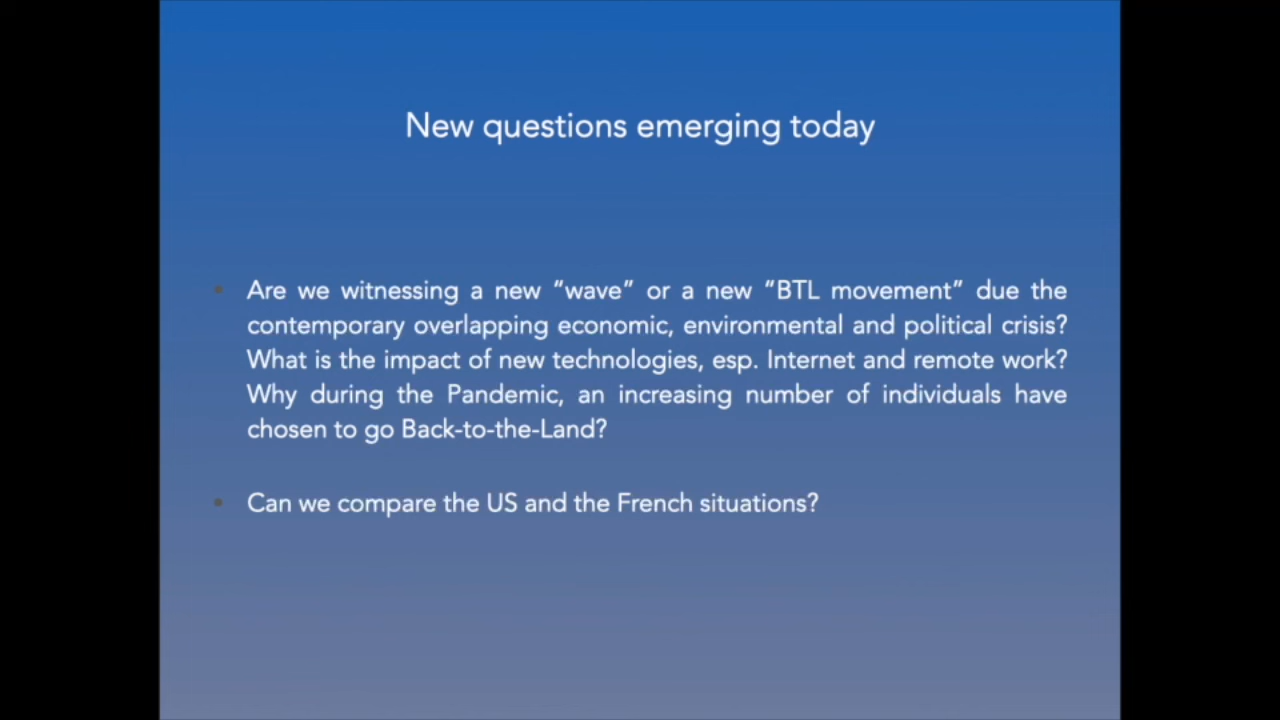 New questions emerging today
• Are we witnessing a new “wave” or a new “BTL movement” due the
contemporary overlapping economic, environmental and political crisis?
What is the impact of new technologies, esp. Internet and remote work?
Why during the Pandemic, an increasing number of individuals have
chosen to go Back-to-the-Land?
• Can we compare the US and the French situations?